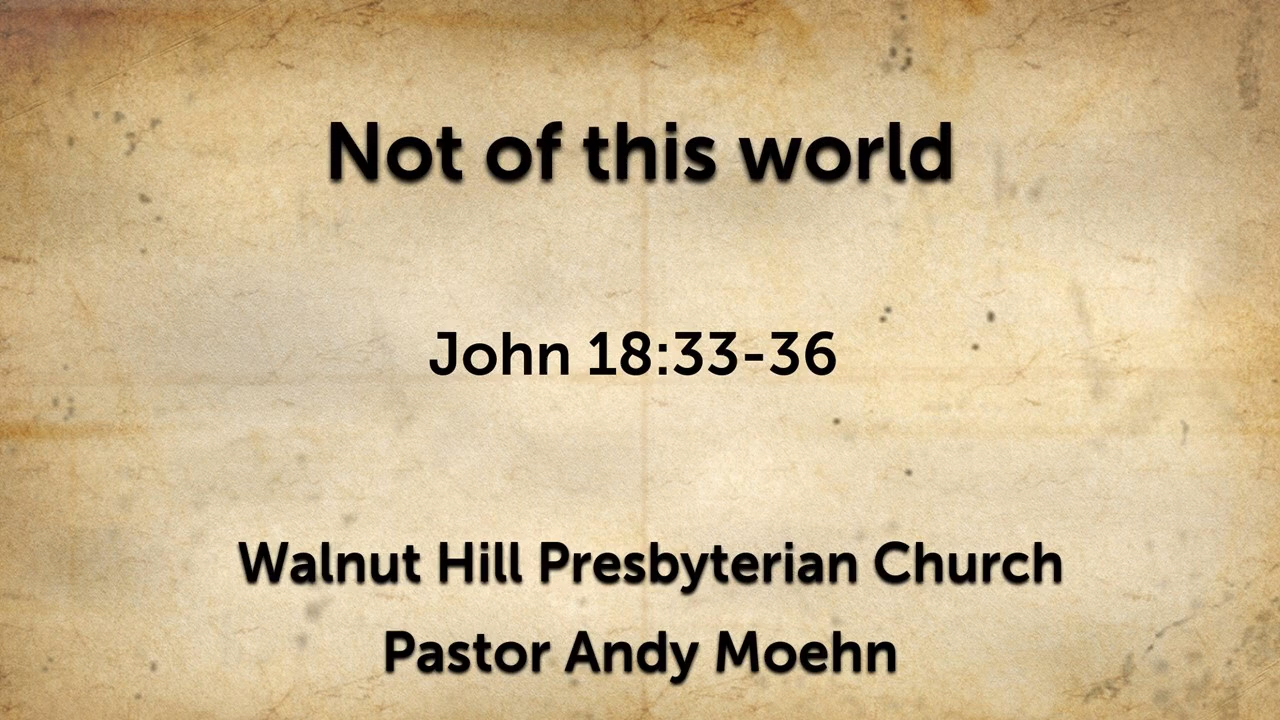 Not of this world
John 18:33-36
Walnut Hill Presbyterian Church
Pastor Andy Moehn